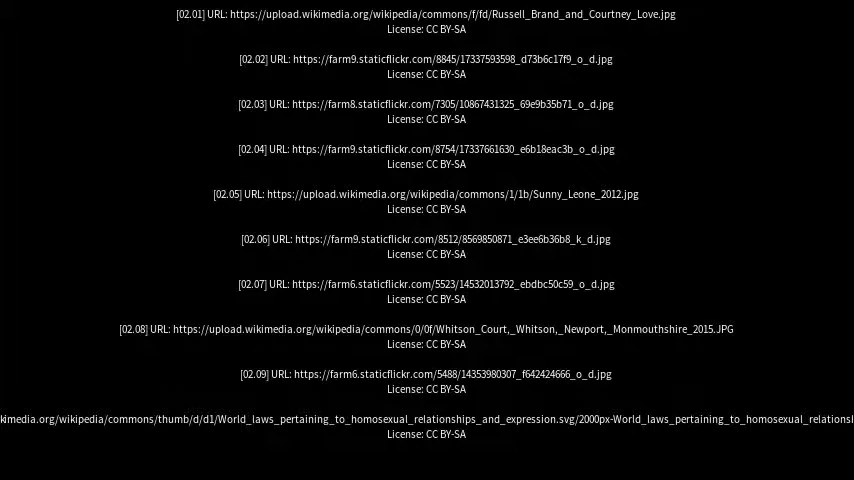 [02.01] URL: https://upload.wikimedia.org/wikipedia/commons/f/fd/Russell_Brand_and_Courtney_Love.jpg
License: CC BY-SA
[02.02] URL: https://farm9.staticflickr.com/8845/17337593598_d73b6c17f9_o_d.jpg
License: CC BY-SA
[02.03] URL: https://farm8.staticflickr.com/7305/10867431325_69e9b35b71_o_d.jpg
License: CC BY-SA
[02.04] URL: https://farm9.staticflickr.com/8754/17337661630_e6b18eac3b_o_d.jpg
License: CC BY-SA
[02.05] URL: https://upload.wikimedia.org/wikipedia/commons/1/1b/Sunny_Leone_2012.jpg
License: CC BY-SA
[02.06] URL: https://farm9.staticflickr.com/8512/8569850871_e3ee6b36b8_k_d.jpg
License: CC BY-SA
[02.07] URL: https://farm6.staticflickr.com/5523/14532013792_ebdbc50c59_o_d.jpg
License: CC BY-SA
[02.08] URL: https://upload.wikimedia.org/wikipedia/commons/0/0f/Whitson_Court,_Whitson,_Newport,_Monmouthshire_2015.JPG
License: CC BY-SA
[02.09] URL: https://farm6.staticflickr.com/5488/14353980307_f642424666_o_d.jpg
License: CC BY-SA
kimedia.org/wikipedia/commons/thumb/d/d1/World_laws_pertaining_to_homosexual_relationships_and_expression.svg/2000px-World_laws_pertaining_to_homosexual_relations
License: CC BY-SA